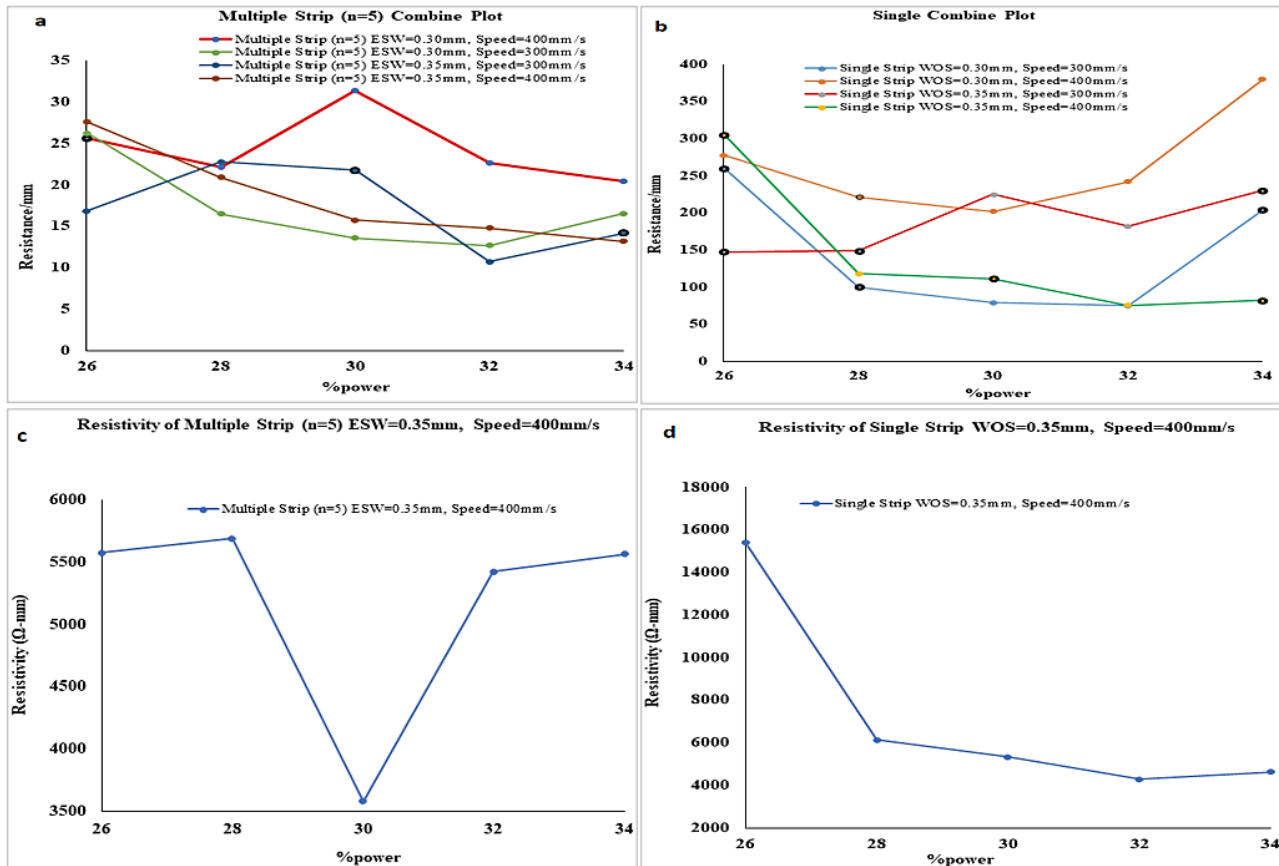 a
Multiple Strip (n=5) Combine Plot
Multiple Strip (n=5) ESW=0.30mm, Speed=400mm/s
Multiple Strip (n=5) ESW=0.30mm, Speed=300mm/s
Multiple Strip (n=5) ESW=0.35mm, Speed=300mm/s
Multiple Strip (n=5) ESW=0.35mm, Speed=400mm/s
35
30
25
20
15
10
5
0
Resistance/mm
26 28 30 32 34
%power
b
Single Combine Plot
Single Strip WOS=0.30mm, Speed=300mm/s
Single Strip WOS=0.30mm, Speed=400mm/s
Single Strip WOS=0.35mm, Speed=300mm/s
Single Strip WOS=0.35mm, Speed=400mm/s
400
350
300
250
200
150
100
50
0
Resistance/mm
26 28 30 32 34
%power
c
Resistivity of Multiple Strip (n=5) ESW=0.35mm, Speed=400mm/s
Multiple Strip (n=5) ESW=0.35mm, Speed=400mm/s
6000
5500
5000
4500
4000
3500
Resistivity (Ω-mm)
26 28 30 32 34
%power
d
Resistivity of Single Strip WOS=0.35mm, Speed=400mm/s
Single Strip WOS=0.35mm, Speed=400mm/s
18000
16000
14000
12000
10000
8000
6000
4000
2000
Resistivity (Ω-mm)
26 28 30 32 34
%power